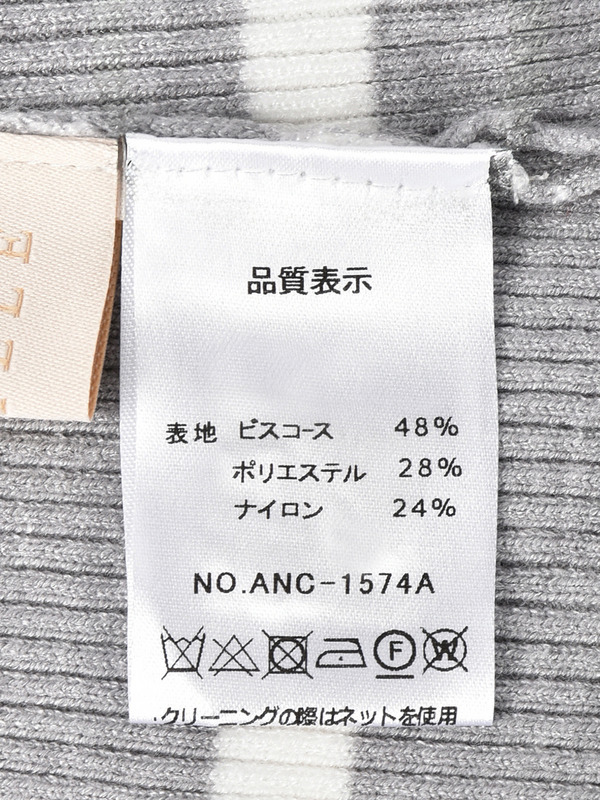 品質表示
表地 ビスコース 48%
ポリエステル 28%
ナイロン 24%
NO.ANC-1574A
F W
クリーニングの際はネットを使用